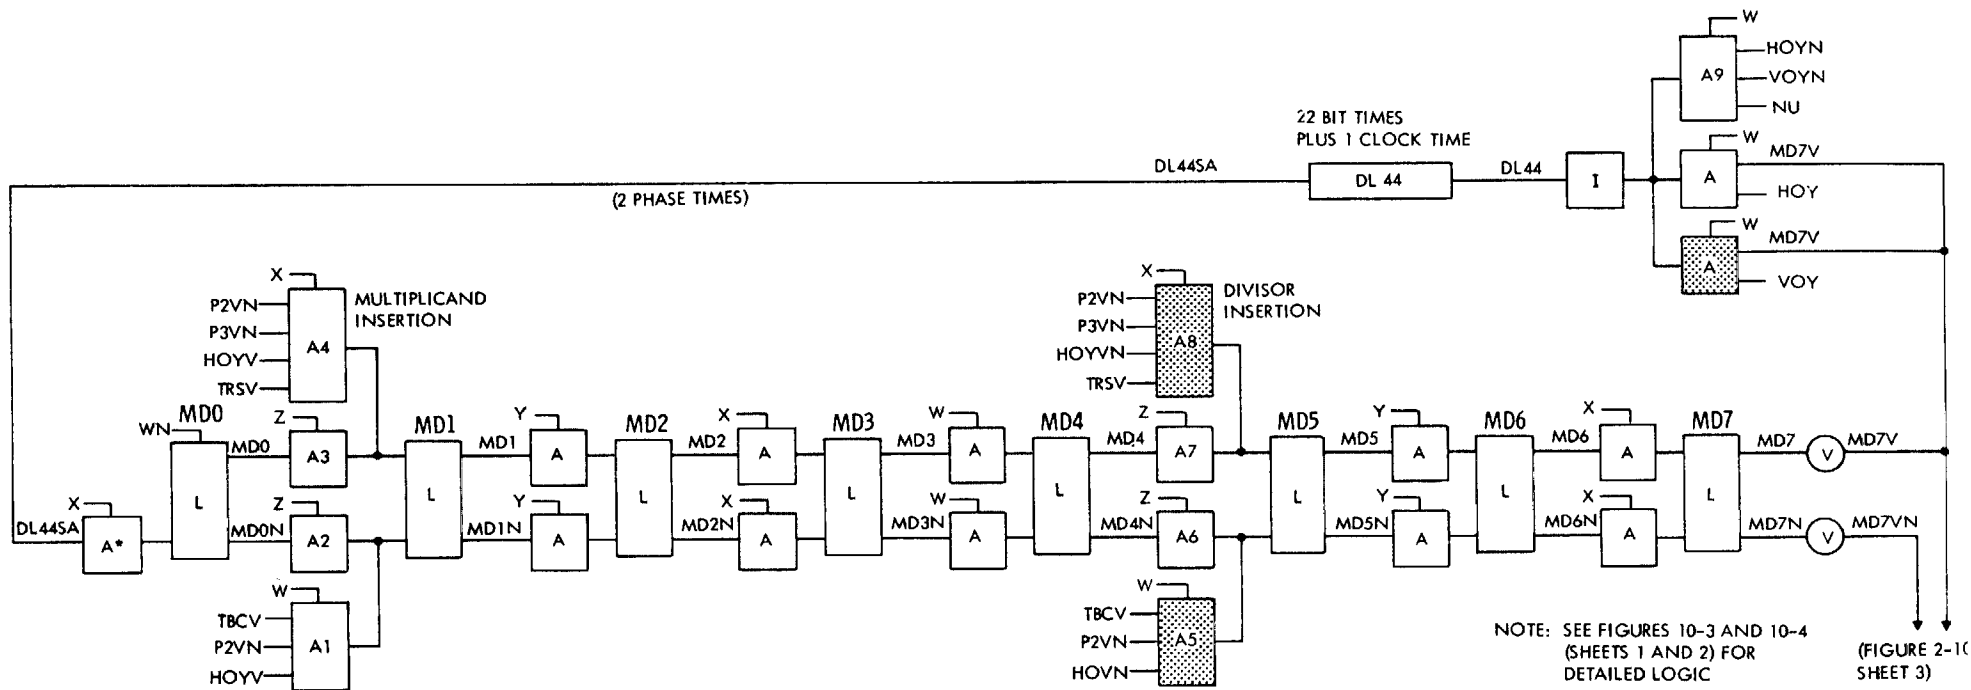 W
HOYN
A9
VOYN
NU
22 BIT TIMES
PLUS 1 CLOCK TIME
W
MD7V
DL44SA
DL 44
DL44
I
A
HOY
(2 PHASE TIMES)
W
MD7V
A
VOY
X
MULTIPLICAND
INSERTION
P2VN
P3VN
A4
HOYV
TRSV
X
DIVISOR
INSERTION
P2VN
P3VN
A8
HOYVN
TRSV
MD0
WN
Z
MD0
A3
MD1
Y
MD1
A
MD2
X
MD2
A
MD3
W
MD3
A
MD4
Z
MD4
A7
MD5
Y
MD5
A
MD6
X
MD6
A
MD7
MD7
V
MD7V
L
L
L
L
L
L
L
L
X
DL44SA
A*
Z
MD0N
A2
Y
MD1N
A
X
MD2N
A
W
MD3N
A
Z
MD4N
A6
Y
MD5N
A
X
MD6N
A
MD7N
V
MD7VN
W
TBCV
P2VN
A1
HOYV
W
TBCV
P2VN
A5
HOVN
NOTE: SEE FIGURES 10-3 AND 10-4
(SHEETS 1 AND 2) FOR
DETAILED LOGIC
(FIGURE 2-10
SHEET 3)